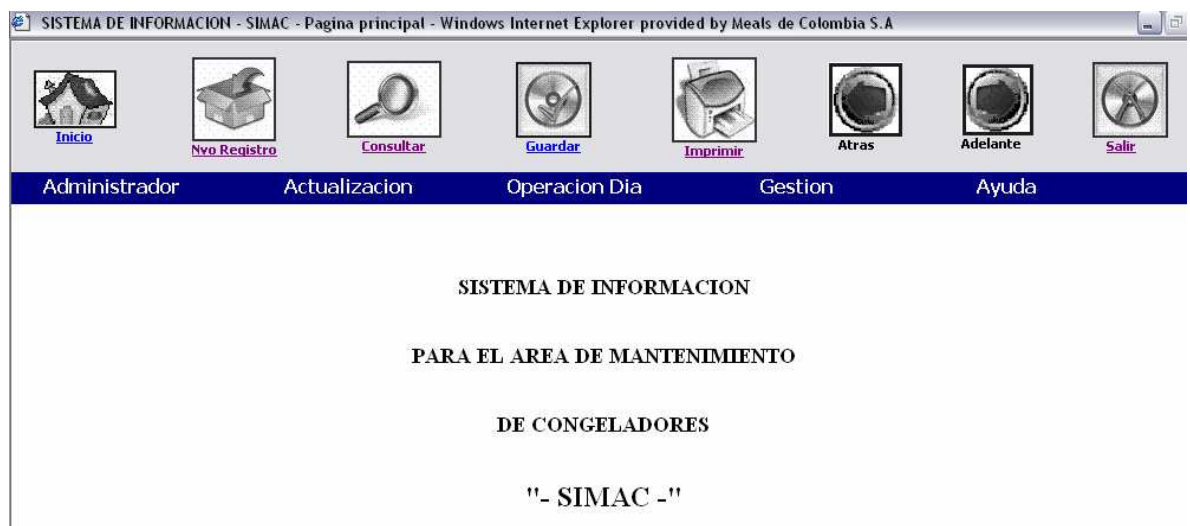 SISTEMA DE INFORMACION - SIMAC - Pagina principal - Windows Internet Explorer provided by Meals de Colombia S.A
Inicio
Nvo Registro
Consultar
Guardar
Imprimir
Atras
Adelante
Salir
Administrador Actualizacion Operacion Dia Gestion Ayuda
SISTEMA DE INFORMACION
PARA EL AREA DE MANTENIMIENTO
DE CONGELADORES
"- SIMAC -"